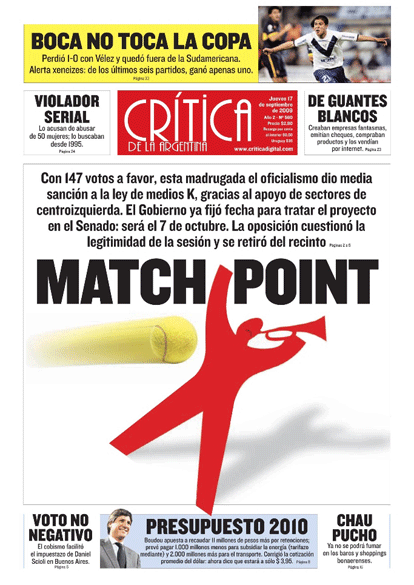 BOCA NO TOCA LA COPA
Perdió 1-0 con Vélez y quedó fuera de la Sudamericana.
Alerta xeneizes: de los últimos seis partidos, ganó apenas uno.
VIOLADOR
SERIAL
Lo acusan de abusar
de 50 mujeres; lo buscaban
desde 1995.
CRÍTICA
DE LA ARGENTINA
Jueves 17
de septiembre
de 2009
www.criticadigital.com
DE GUANTES
BLANCOS
Creaban empresas fantasmas,
emitían cheques, compraban
productos y los vendían
por internet.
Con 147 votos a favor, esta madrugada el oficialismo dio media
sanción a la ley de medios K, gracias al apoyo de sectores de
centroizquierda. El Gobierno ya fijó fecha para tratar el proyecto
en el Senado: será el 7 de octubre. La oposición cuestionó la
legitimidad de la sesión y se retiró del recinto
MATCH POINT
VOTO NO
NEGATIVO
El cobismo facilitó
el impuestazo de Daniel
Scioli en Buenos Aires.
PRESUPUESTO 2010
Boudou apuesta a recaudar 11 millones de pesos más por retenciones;
prevé pagar 1.000 millones menos para subsidiar la energía (tarifazo
mediante) y 2.000 millones más para el transporte. Consigló la cotización
promedio del dólar: ahora dice que estará a sólo $ 3,95.
CHAU
PUCHO
Ya no se podrá fumar
en los bares y shoppings
bonaerenses.